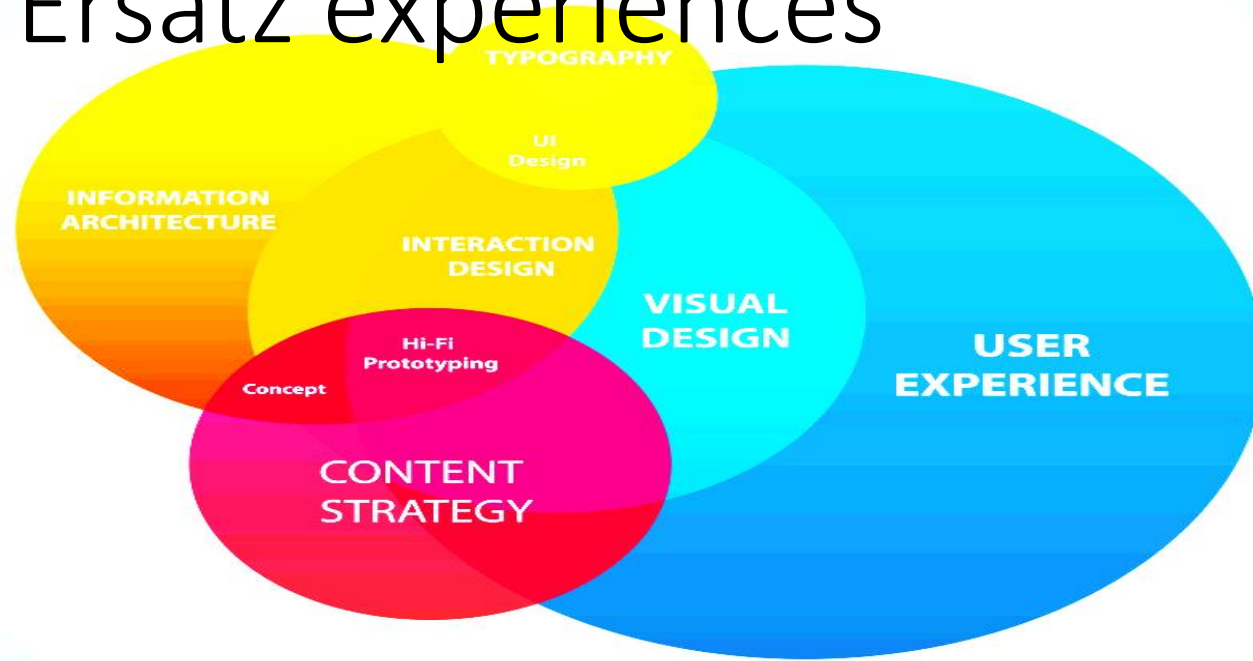 Ersatz experiences
TYPOGRAPHY
UI
Design
INFORMATION
ARCHITECTURE
INTERACTION
DESIGN
VISUAL
DESIGN
USER
EXPERIENCE
Hi-Fi
Prototyping
Concept
CONTENT
STRATEGY